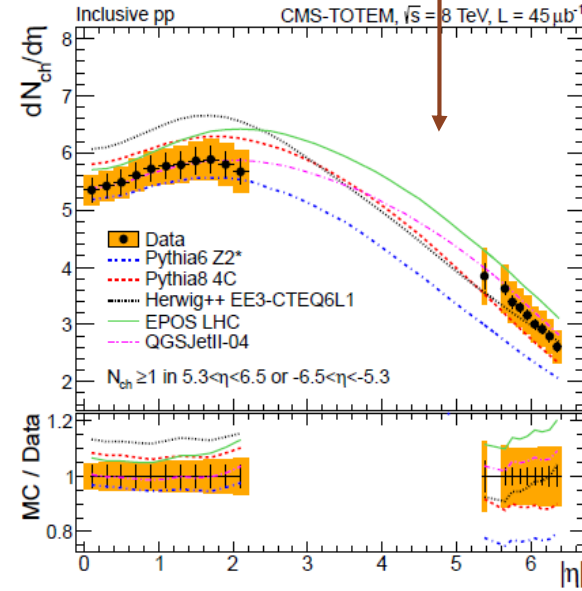 Inclusive pp CMS-TOTEM, √s = 8 TeV, L = 45 μb⁻¹
dN_ch/dη
8
7
6
5
4
3
2
Data
Pythia6 Z2*
Pythia8 4C
Herwig++ EE3-CTEQ6L1
EPOS LHC
QGSJetII-04
N_ch ≥1 in 5.3<η<6.5 or -6.5<η<-5.3
MC / Data
1.2
1
0.8
0 1 2 3 4 5 6 |η|